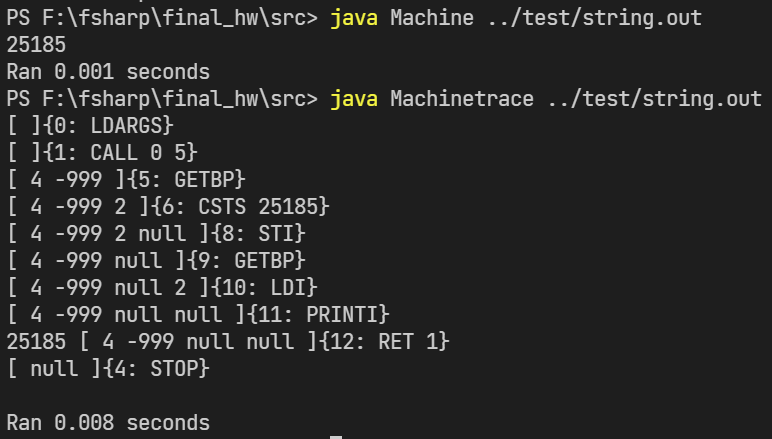 PS F:\fsharp\final_hw\src> java Machine ../test/string.out
25185
Ran 0.001 seconds
PS F:\fsharp\final_hw\src> java Machinetrace ../test/string.out
[ ]{0: LDARGS}
[ ]{1: CALL 0 5}
[ 4 -999 ]{5: GETBP}
[ 4 -999 2 ]{6: CSTS 25185}
[ 4 -999 2 null ]{8: STI}
[ 4 -999 null ]{9: GETBP}
[ 4 -999 null 2 ]{10: LDI}
[ 4 -999 null null ]{11: PRINTI}
25185 [ 4 -999 null null ]{12: RET 1}
[ null ]{4: STOP}
Ran 0.008 seconds